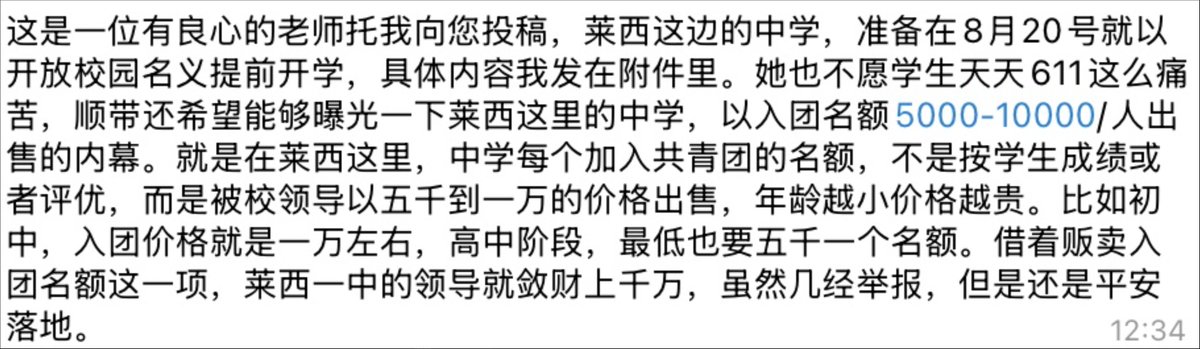 这是一位有良心的老师托我向您投稿，莱西这边的中学，准备在8月20号就以
开放校园名义提前开学，具体内容我发在附件里。她也不愿学生天天611这么痛
苦，顺带还希望能够曝光一下莱西这里的中学，以入团名额5000-10000/人出
售的内幕。就是在莱西这里，中学每个加入共青团的名额，不是按学生成绩或
者评优，而是被校领导以五千到一万的价格出售，年龄越小价格越贵。比如初
中，入团价格就是一万左右，高中阶段，最低也要五千一个名额。借着贩卖入
团名额这一项，莱西一中的领导就敛财上千万，虽然几经举报，但是还是平安
落地。
12:34